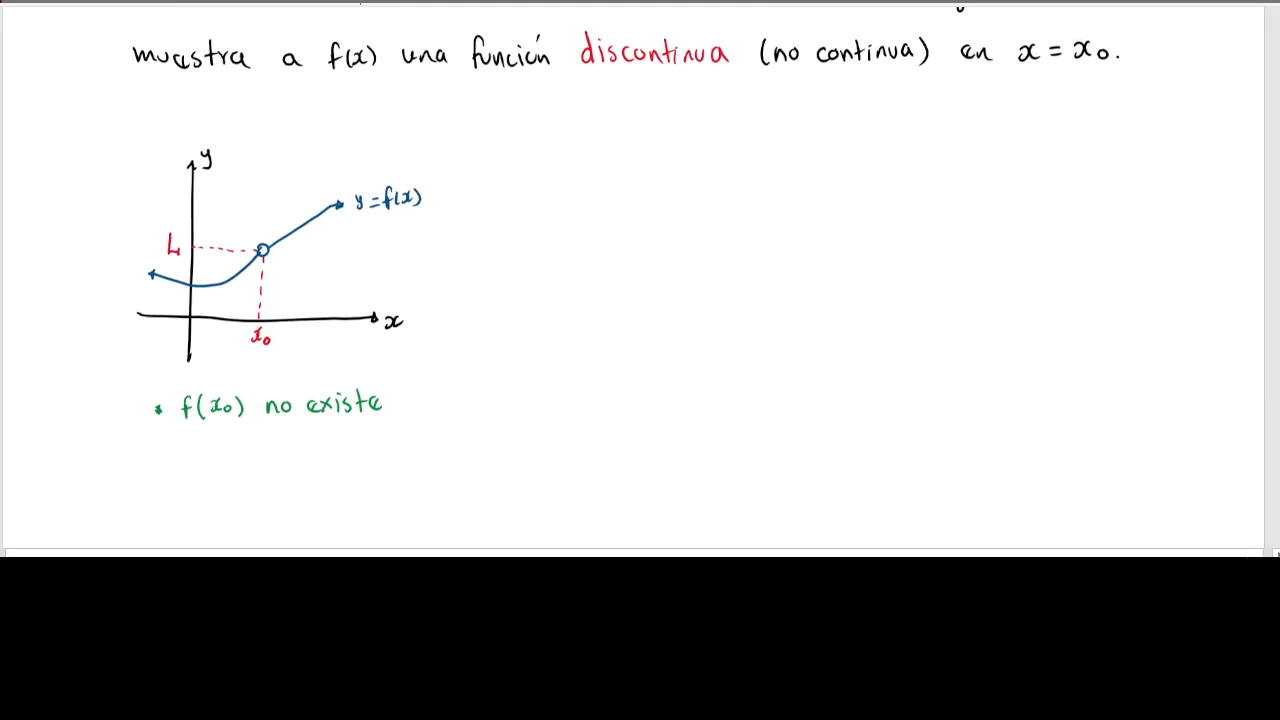 muestra a f(x) una función discontinua (no continua) en x = x₀.
y
y = f(x)
L
x
x₀
• f(x₀) no existe